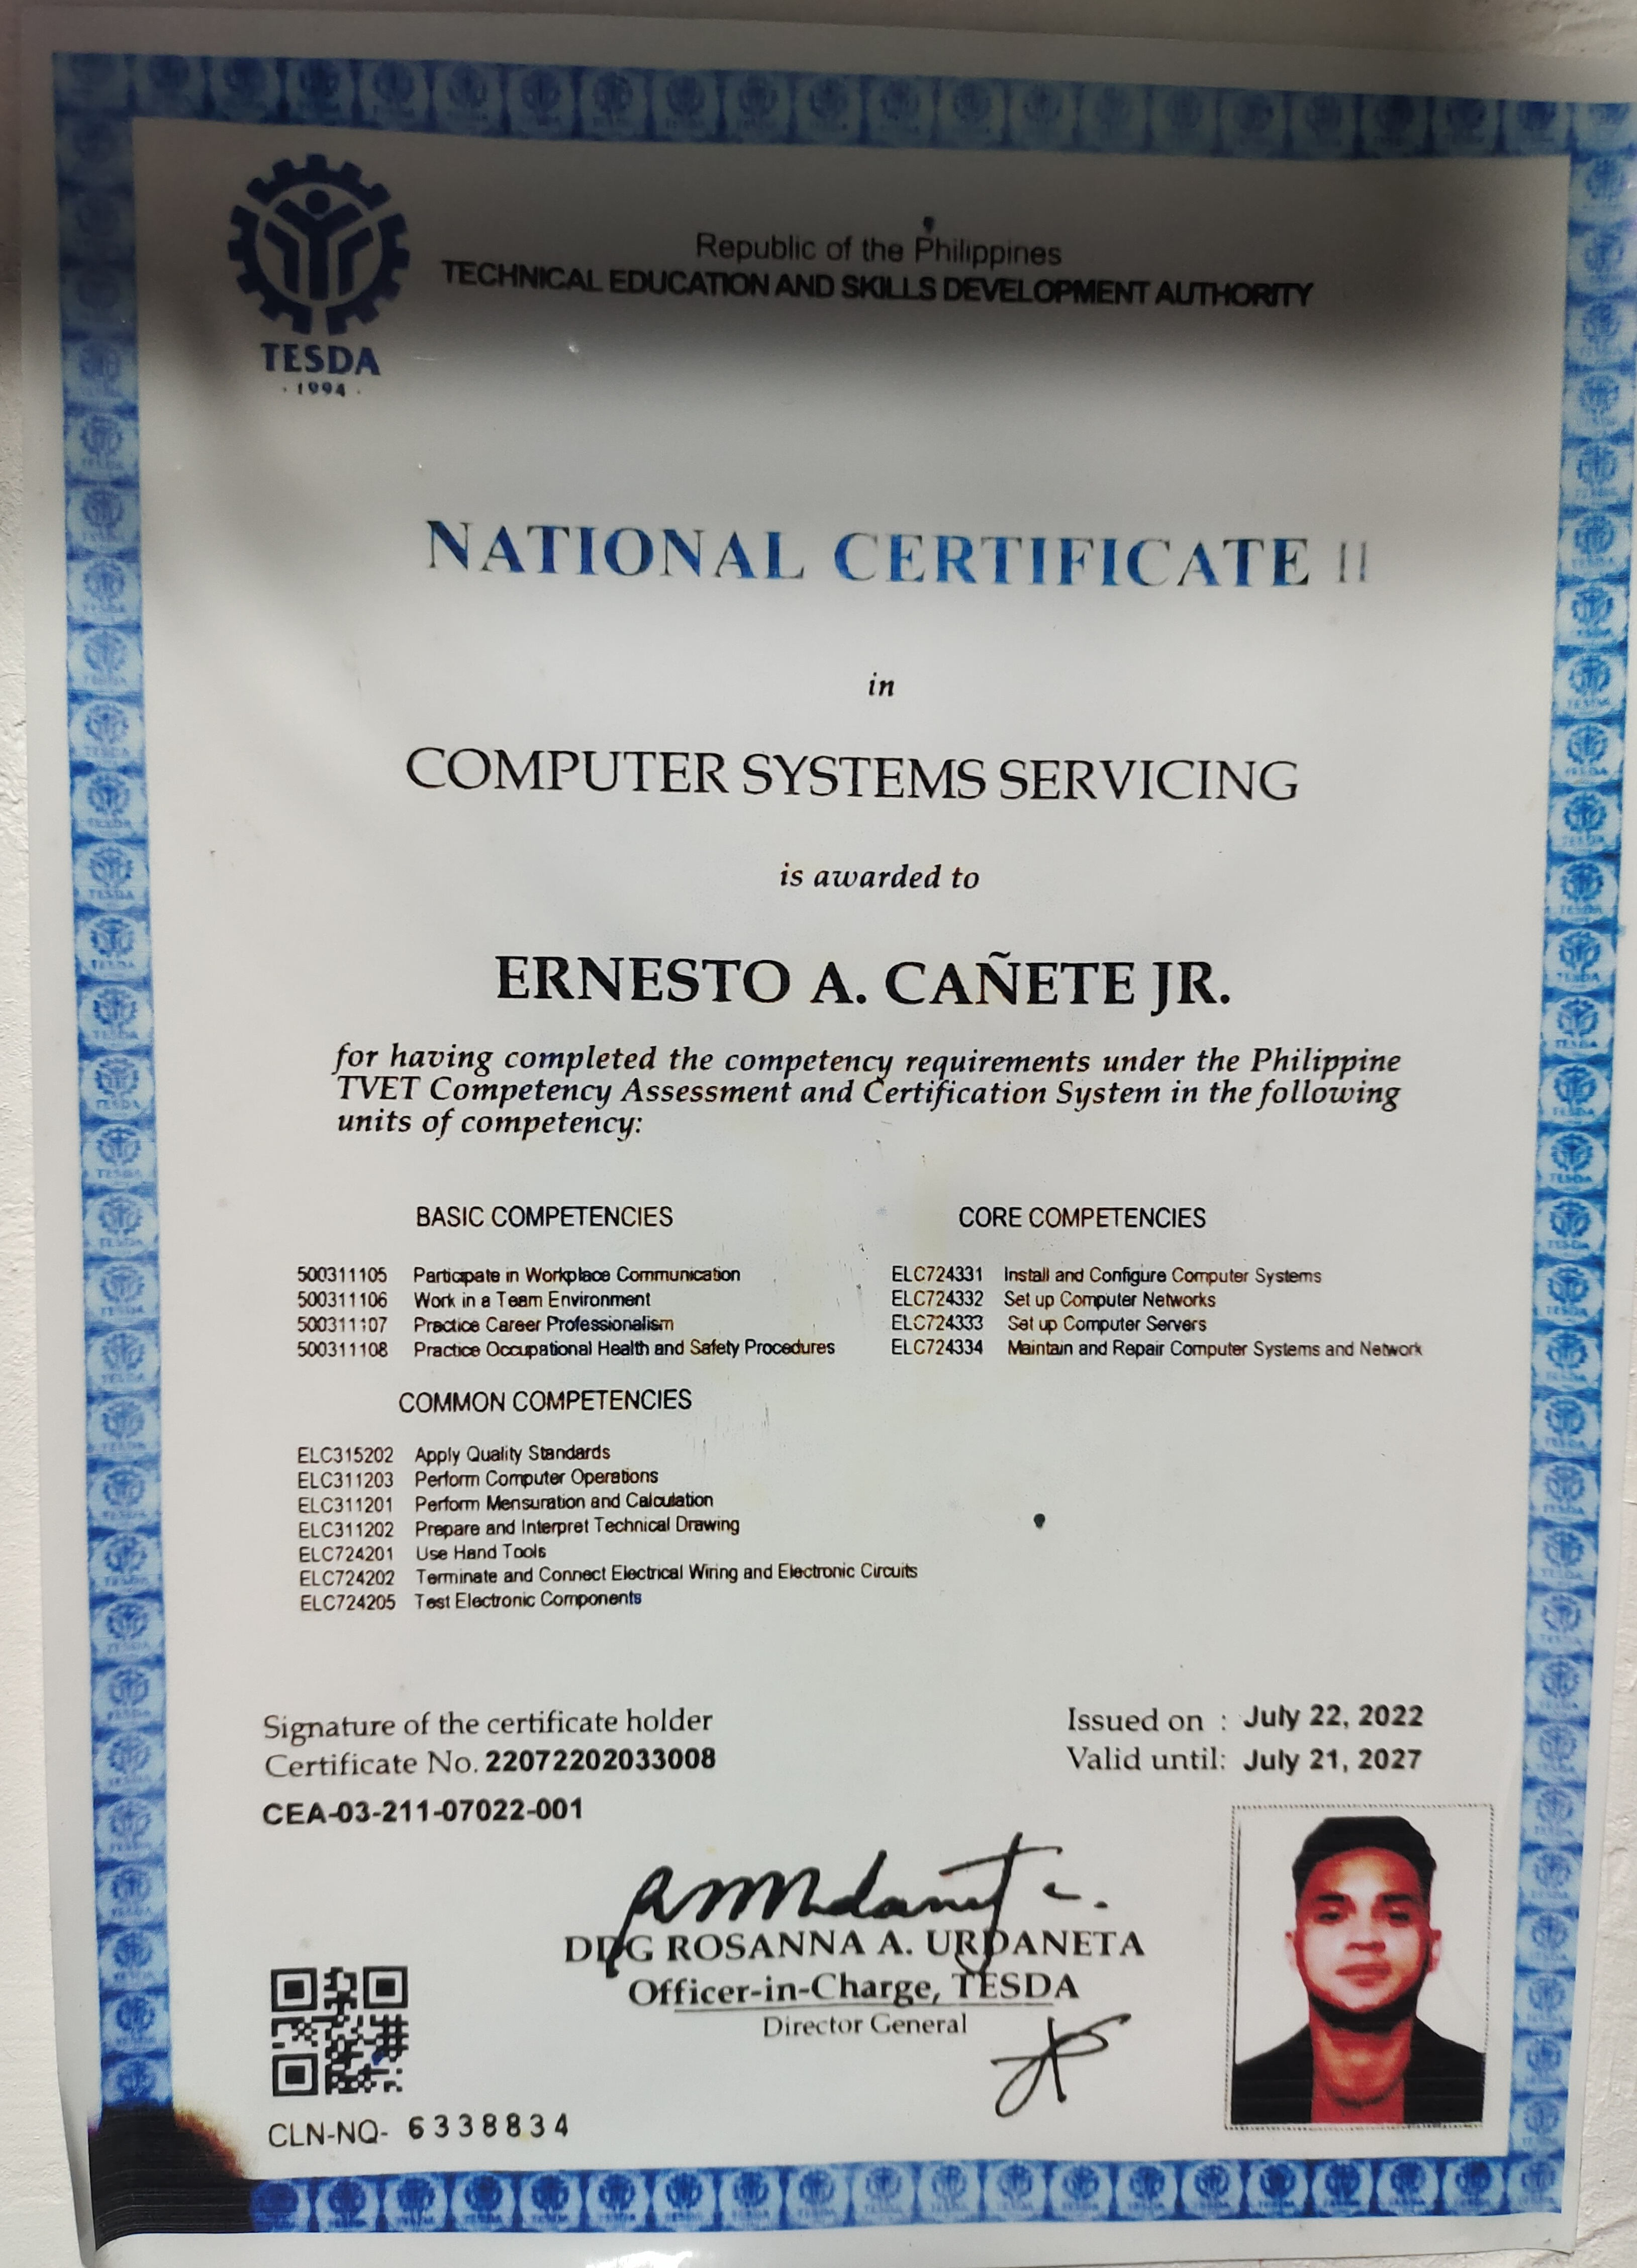 TESDA
· 1994 ·
Republic of the Philippines
TECHNICAL EDUCATION AND SKILLS DEVELOPMENT AUTHORITY
NATIONAL CERTIFICATE II
in
COMPUTER SYSTEMS SERVICING
is awarded to
ERNESTO A. CAÑETE JR.
for having completed the competency requirements under the Philippine
TVET Competency Assessment and Certification System in the following
units of competency:
BASIC COMPETENCIES
500311105 Participate in Workplace Communication
500311106 Work in a Team Environment
500311107 Practice Career Professionalism
500311108 Practice Occupational Health and Safety Procedures
CORE COMPETENCIES
ELC724331 Install and Configure Computer Systems
ELC724332 Set up Computer Networks
ELC724333 Set up Computer Servers
ELC724334 Maintain and Repair Computer Systems and Network
COMMON COMPETENCIES
ELC315202 Apply Quality Standards
ELC311203 Perform Computer Operations
ELC311201 Perform Mensuration and Calculation
ELC311202 Prepare and Interpret Technical Drawing
ELC724201 Use Hand Tools
ELC724202 Terminate and Connect Electrical Wiring and Electronic Circuits
ELC724205 Test Electronic Components
Signature of the certificate holder
Certificate No. 22072202033008
CEA-03-211-07022-001
Issued on : July 22, 2022
Valid until: July 21, 2027
DDG ROSANNA A. URDANETA
Officer-in-Charge, TESDA
Director General
CLN-NQ- 6338834